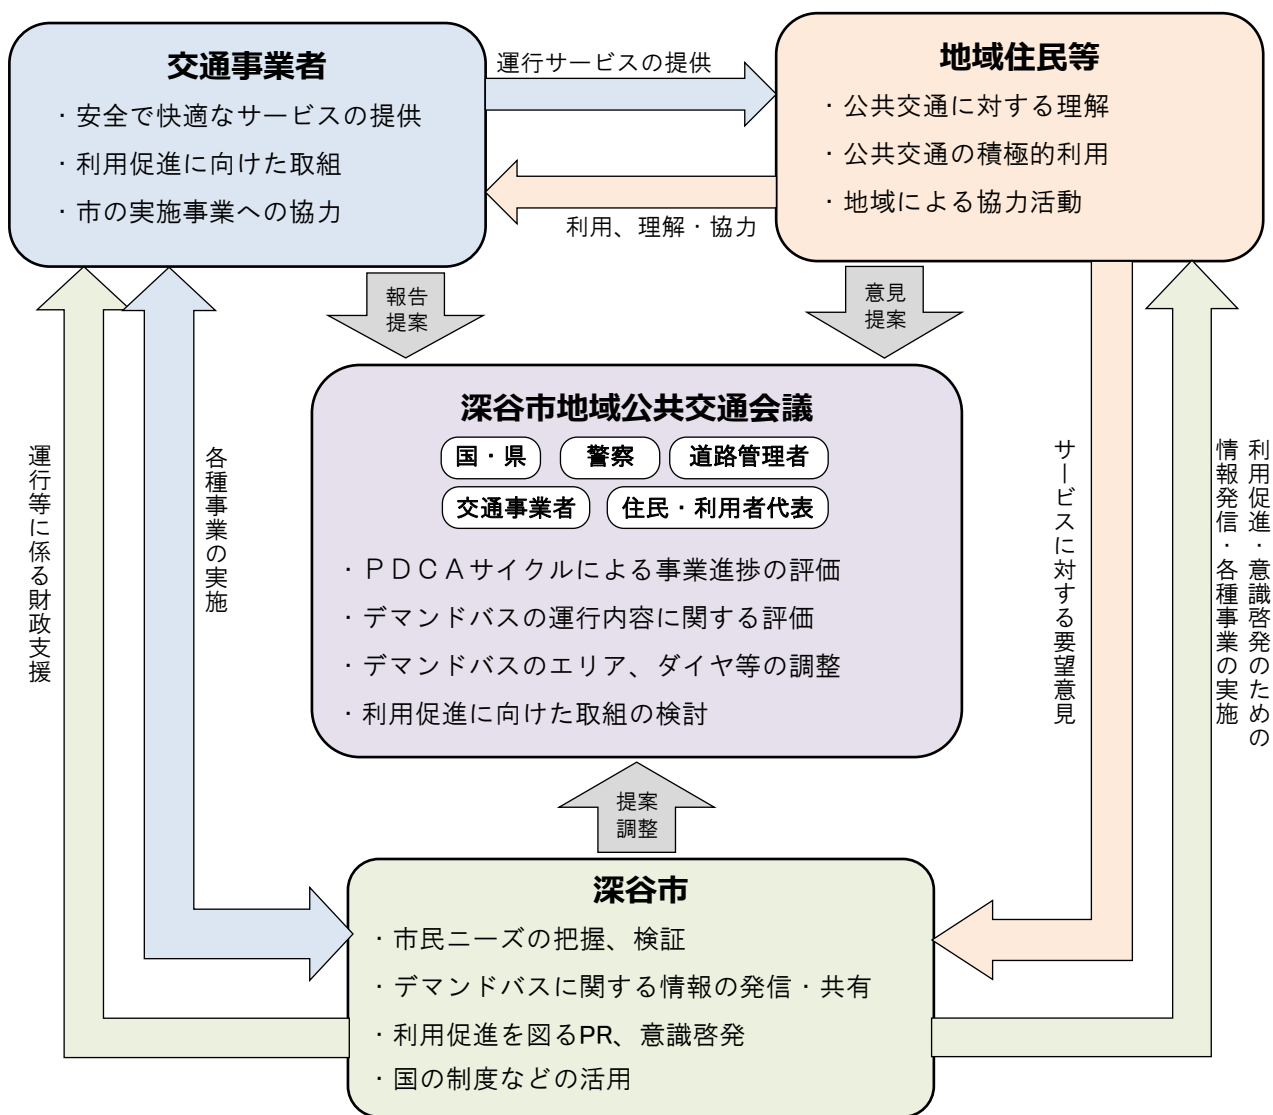 交通事業者
・安全で快適なサービスの提供
・利用促進に向けた取組
・市の実施事業への協力
運行サービスの提供
利用、理解・協力
地域住民等
・公共交通に対する理解
・公共交通の積極的利用
・地域による協力活動
報告
提案
意見
提案
深谷市地域公共交通会議
国・県
警察
道路管理者
交通事業者
住民・利用者代表
・ＰＤＣＡサイクルによる事業進捗の評価
・デマンドバスの運行内容に関する評価
・デマンドバスのエリア、ダイヤ等の調整
・利用促進に向けた取組の検討
運行等に係る財政支援
各種事業の実施
サービスに対する要望意見
利用促進・意識啓発のための
情報発信・各種事業の実施
提案
調整
深谷市
・市民ニーズの把握、検証
・デマンドバスに関する情報の発信・共有
・利用促進を図るPR、意識啓発
・国の制度などの活用